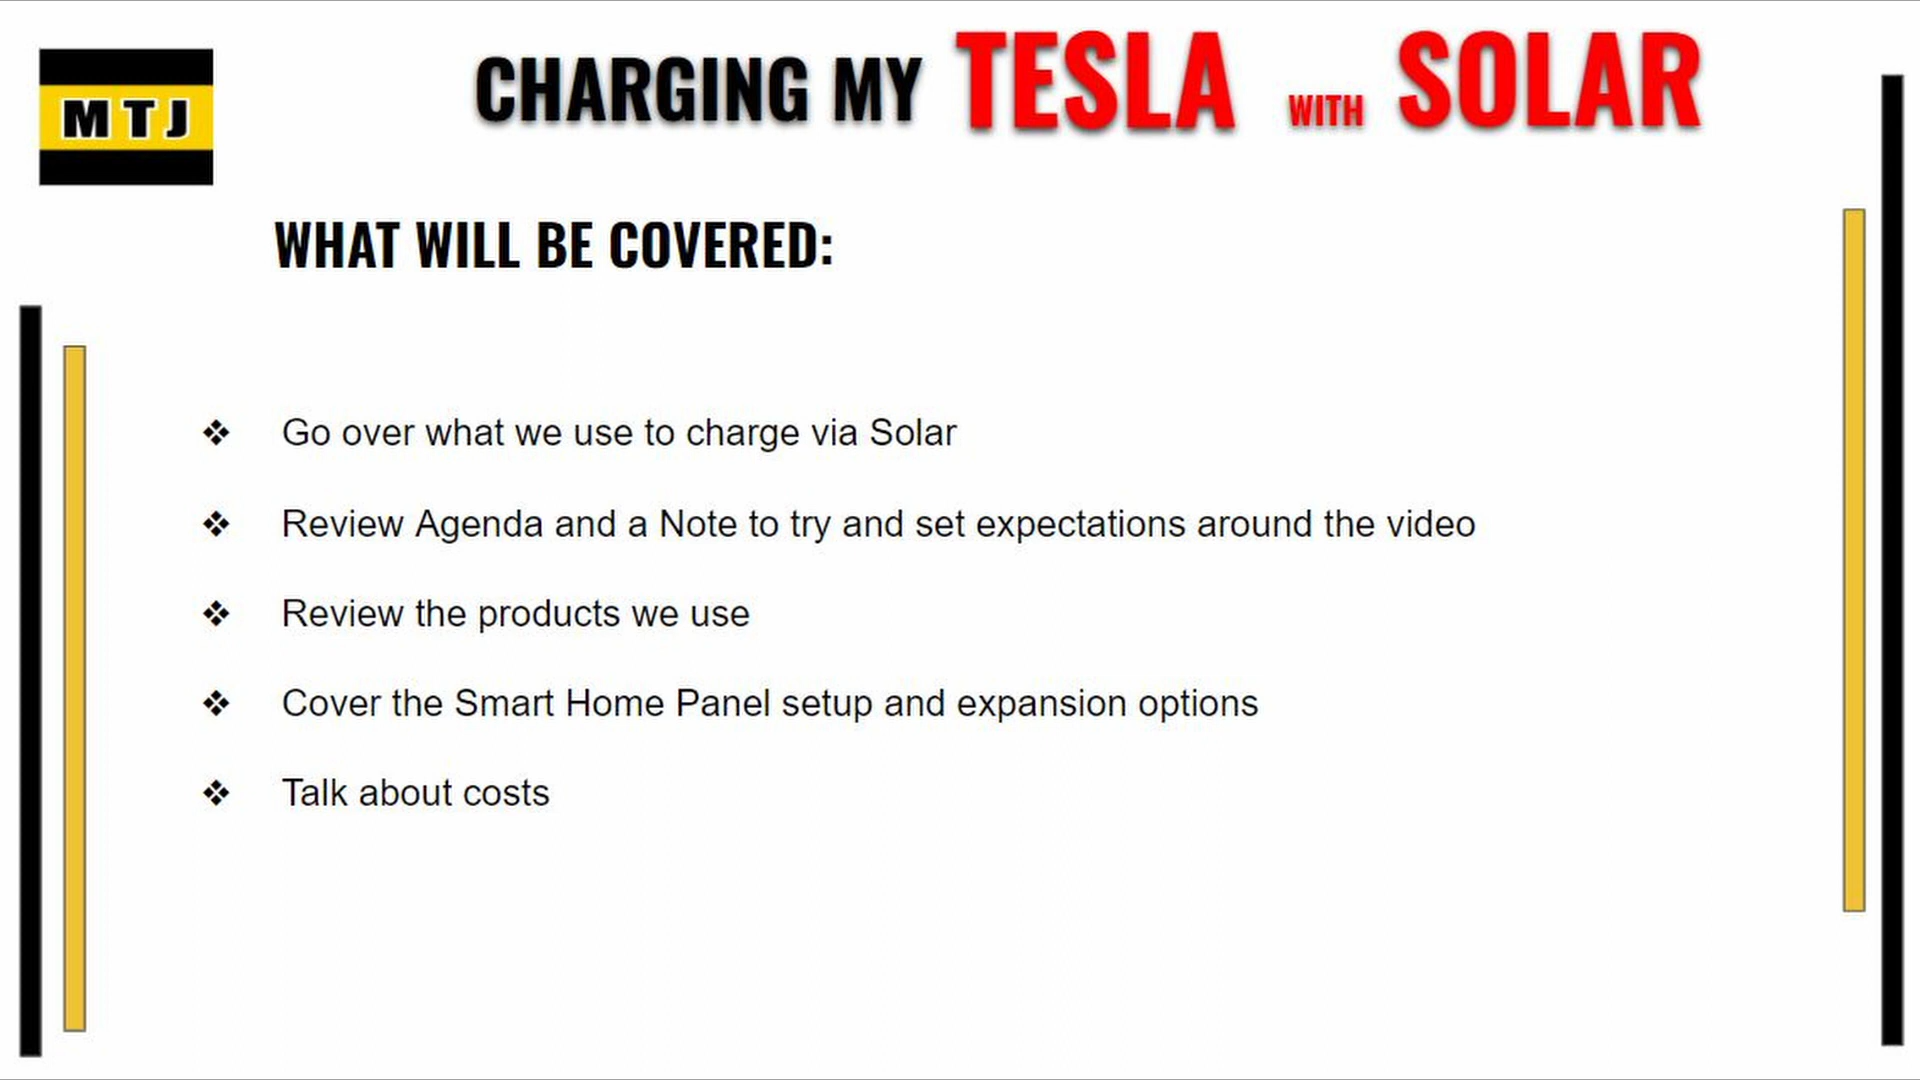 MTJ
CHARGING MY TESLA WITH SOLAR
WHAT WILL BE COVERED:
❖ Go over what we use to charge via Solar
❖ Review Agenda and a Note to try and set expectations around the video
❖ Review the products we use
❖ Cover the Smart Home Panel setup and expansion options
❖ Talk about costs